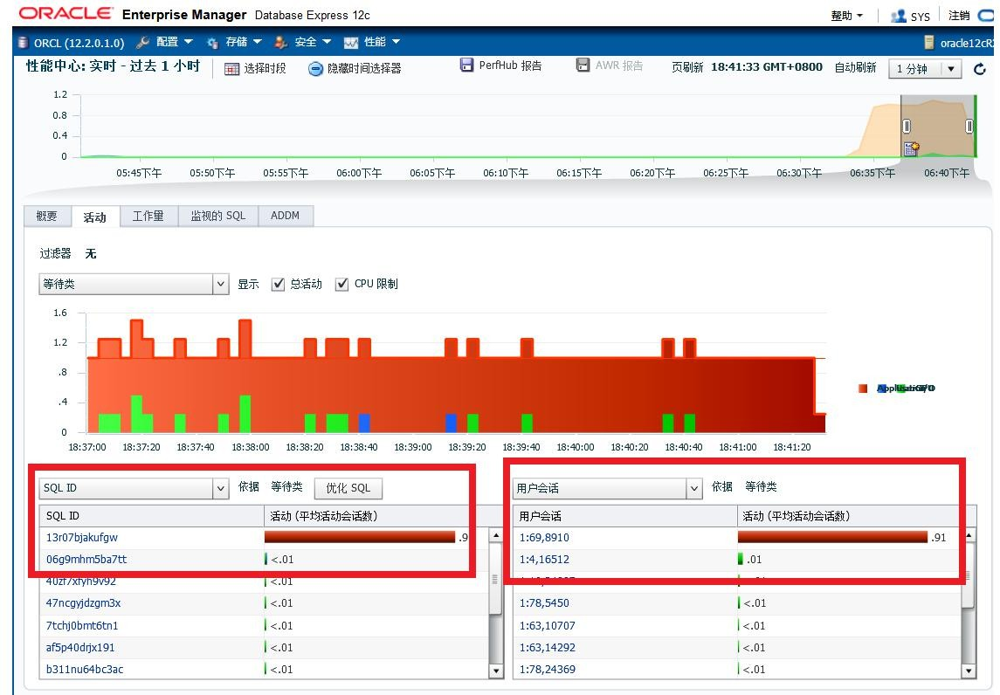 ORACLE Enterprise Manager Database Express 12c 帮助 SYS 注销
ORCL (12.2.0.1.0) 配置 存储 安全 性能 oracle12cR
性能中心: 实时 - 过去 1 小时 选择时段 隐藏时间选择器 PerfHub 报告 AWR 报告 页刷新 18:41:33 GMT+0800 自动刷新 1 分钟
1.2
0.8
0.4
0
05:45下午 05:50下午 05:55下午 06:00下午 06:05下午 06:10下午 06:15下午 06:20下午 06:25下午 06:30下午 06:35下午 06:40下午
概要 活动 工作量 监视的 SQL ADDM
过滤器 无
等待类 显示 总活动 CPU 限制
1.6
1.2
.8
.4
0
18:37:00 18:37:20 18:37:40 18:38:00 18:38:20 18:38:40 18:39:00 18:39:20 18:39:40 18:40:00 18:40:20 18:40:40 18:41:00 18:41:20
SQL ID 依据 等待类 优化 SQL
SQL ID 活动 (平均活动会话数)
13r07bjakufgw .9
06g9mhm5ba7tt <.01
40zf7xfyh9v92 <.01
47ncgyjdzgm3x <.01
7tchj0bmt6tn1 <.01
af5p40drjx191 <.01
b311nu64bc3ac <.01
用户会话 依据 等待类
用户会话 活动 (平均活动会话数)
1:69,8910 .91
1:4,16512 .01
1:78,5450 <.01
1:63,10707 <.01
1:63,14292 <.01
1:78,24369 <.01